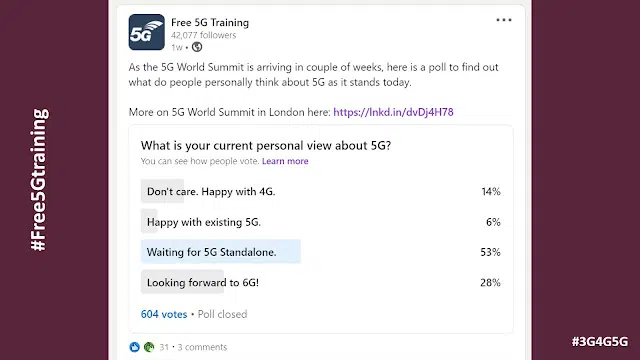 #Free5Gtraining
5G
Free 5G Training
42,077 followers
1w •
As the 5G World Summit is arriving in couple of weeks, here is a poll to find out
what do people personally think about 5G as it stands today.
More on 5G World Summit in London here: https://lnkd.in/dvDj4H78
What is your current personal view about 5G?
You can see how people vote. Learn more
Don't care. Happy with 4G. 14%
Happy with existing 5G. 6%
Waiting for 5G Standalone. 53%
Looking forward to 6G! 28%
604 votes • Poll closed
31 • 3 comments
#3G4G5G